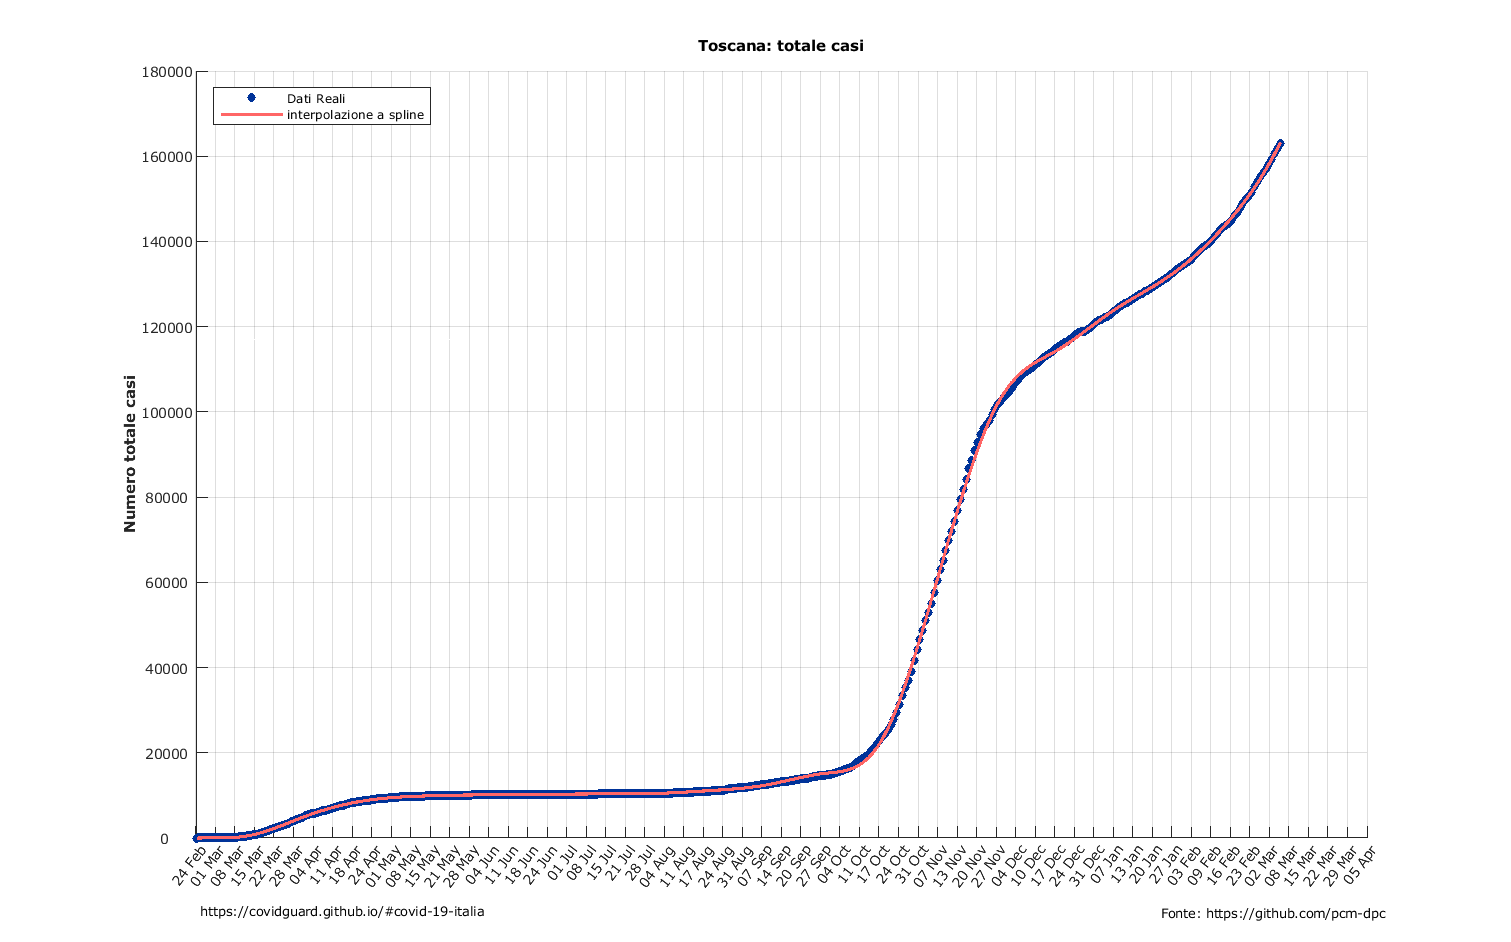 Toscana: totale casi
180000
Dati Reali
interpolazione a spline
160000
140000
120000
100000
80000
60000
40000
20000
0
Numero totale casi
24 Feb
01 Mar
08 Mar
15 Mar
22 Mar
28 Mar
04 Apr
11 Apr
18 Apr
24 Apr
01 May
08 May
15 May
21 May
28 May
04 Jun
11 Jun
18 Jun
24 Jun
01 Jul
08 Jul
15 Jul
21 Jul
28 Jul
04 Aug
11 Aug
17 Aug
24 Aug
31 Aug
07 Sep
14 Sep
20 Sep
27 Sep
04 Oct
11 Oct
17 Oct
24 Oct
31 Oct
07 Nov
13 Nov
20 Nov
27 Nov
04 Dec
10 Dec
17 Dec
24 Dec
31 Dec
07 Jan
13 Jan
20 Jan
27 Jan
03 Feb
09 Feb
16 Feb
23 Feb
02 Mar
08 Mar
15 Mar
22 Mar
29 Mar
05 Apr
https://covidguard.github.io/#covid-19-italia
Fonte: https://github.com/pcm-dpc